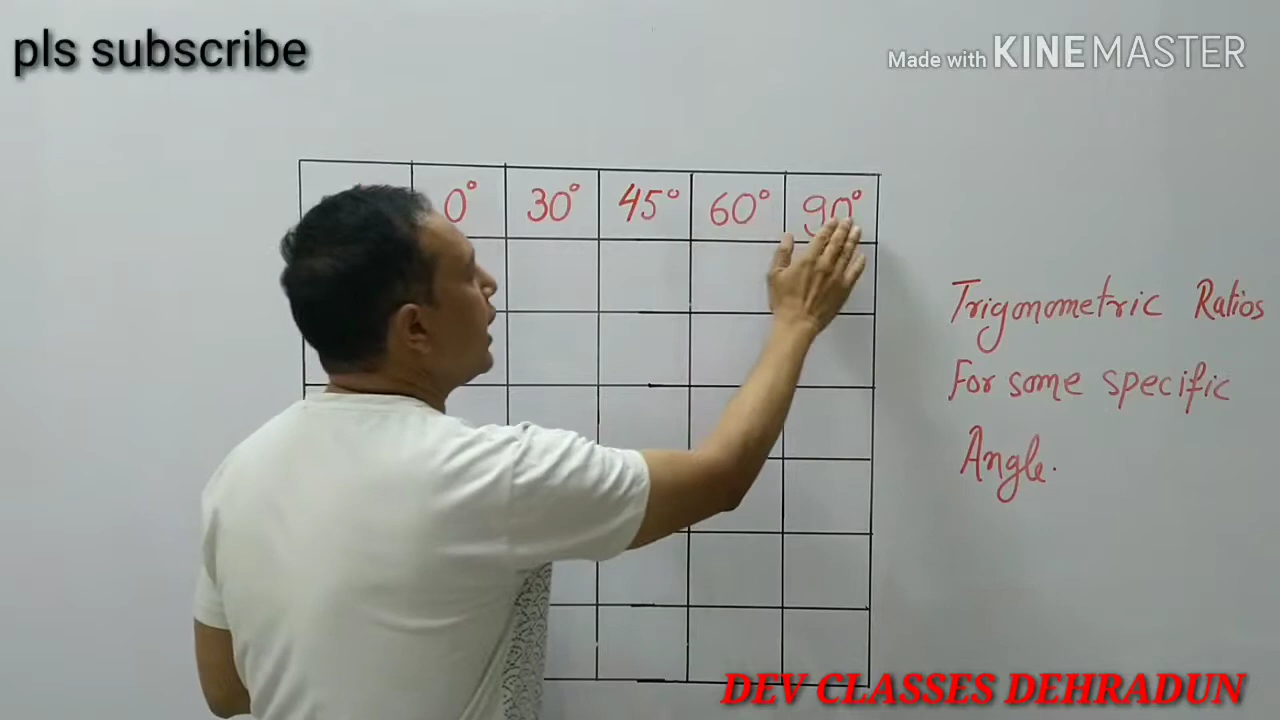 pls subscribe
Made with KINEMASTER
0° 30° 45° 60° 90°
Trigonometric Ratios
For some specific
Angle.
DEV CLASSES DEHRADUN